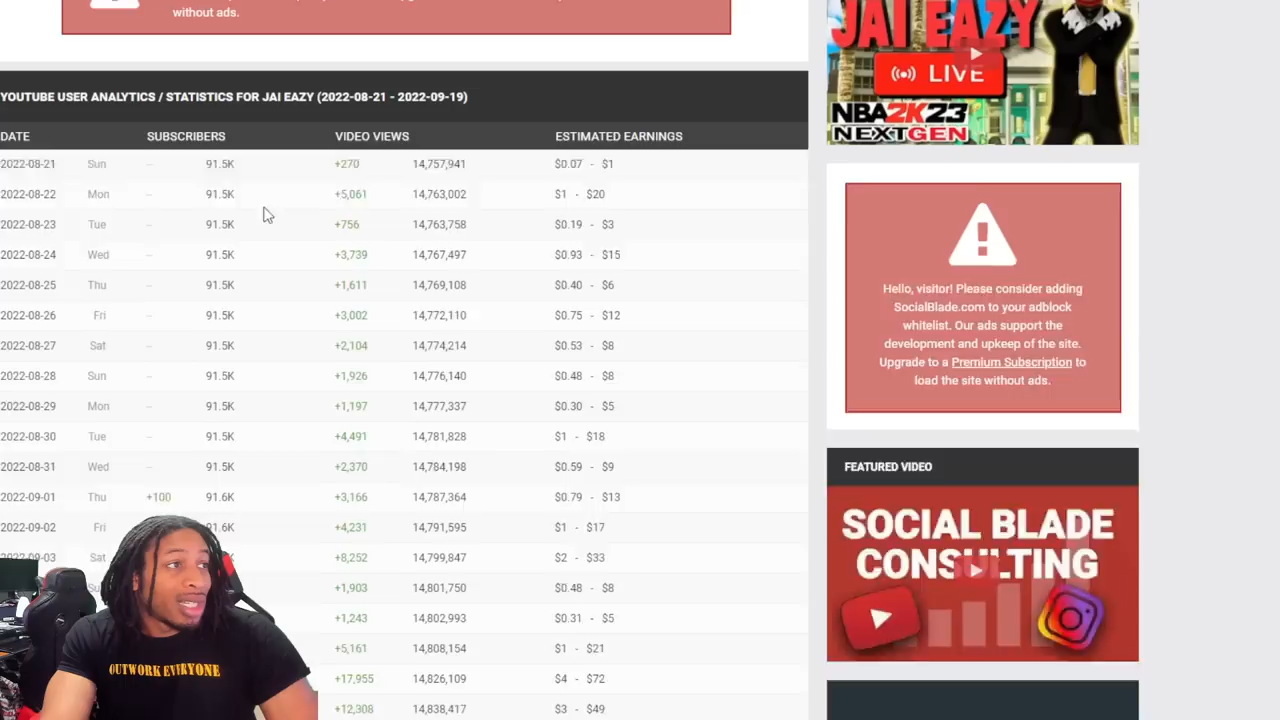 without ads.
JAI EAZY
LIVE
NBA2K23
NEXTGEN
YOUTUBE USER ANALYTICS / STATISTICS FOR JAI EAZY (2022-08-21 - 2022-09-19)
DATE SUBSCRIBERS VIDEO VIEWS ESTIMATED EARNINGS
2022-08-21 Sun -- 91.5K +270 14,757,941 $0.07 - $1
2022-08-22 Mon -- 91.5K +5,061 14,763,002 $1 - $20
2022-08-23 Tue -- 91.5K +756 14,763,758 $0.19 - $3
2022-08-24 Wed -- 91.5K +3,739 14,767,497 $0.93 - $15
2022-08-25 Thu -- 91.5K +1,611 14,769,108 $0.40 - $6
2022-08-26 Fri -- 91.5K +3,002 14,772,110 $0.75 - $12
2022-08-27 Sat -- 91.5K +2,104 14,774,214 $0.53 - $8
2022-08-28 Sun -- 91.5K +1,926 14,776,140 $0.48 - $8
2022-08-29 Mon -- 91.5K +1,197 14,777,337 $0.30 - $5
2022-08-30 Tue -- 91.5K +4,491 14,781,828 $1 - $18
2022-08-31 Wed -- 91.5K +2,370 14,784,198 $0.59 - $9
2022-09-01 Thu +100 91.6K +3,166 14,787,364 $0.79 - $13
2022-09-02 Fri 91.6K +4,231 14,791,595 $1 - $17
2022-09-03 Sat +8,252 14,799,847 $2 - $33
+1,903 14,801,750 $0.48 - $8
+1,243 14,802,993 $0.31 - $5
+5,161 14,808,154 $1 - $21
+17,955 14,826,109 $4 - $72
+12,308 14,838,417 $3 - $49
OUTWORK EVERYONE
Hello, visitor! Please consider adding
SocialBlade.com to your adblock
whitelist. Our ads support the
development and upkeep of the site.
Upgrade to a Premium Subscription to
load the site without ads.
FEATURED VIDEO
SOCIAL BLADE
CONSULTING